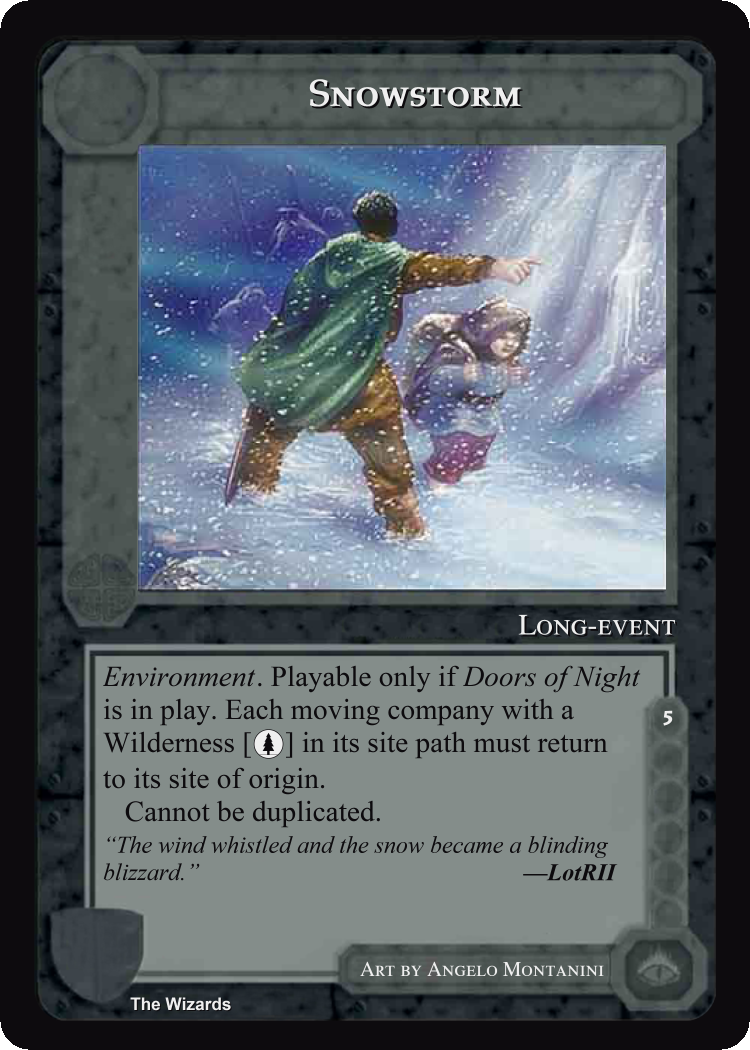 Snowstorm
Long-event
Environment. Playable only if Doors of Night
is in play. Each moving company with a
Wilderness [ ] in its site path must return
to its site of origin.
Cannot be duplicated.
“The wind whistled and the snow became a blinding
blizzard.” —LotRII
5
Art by Angelo Montanini
The Wizards